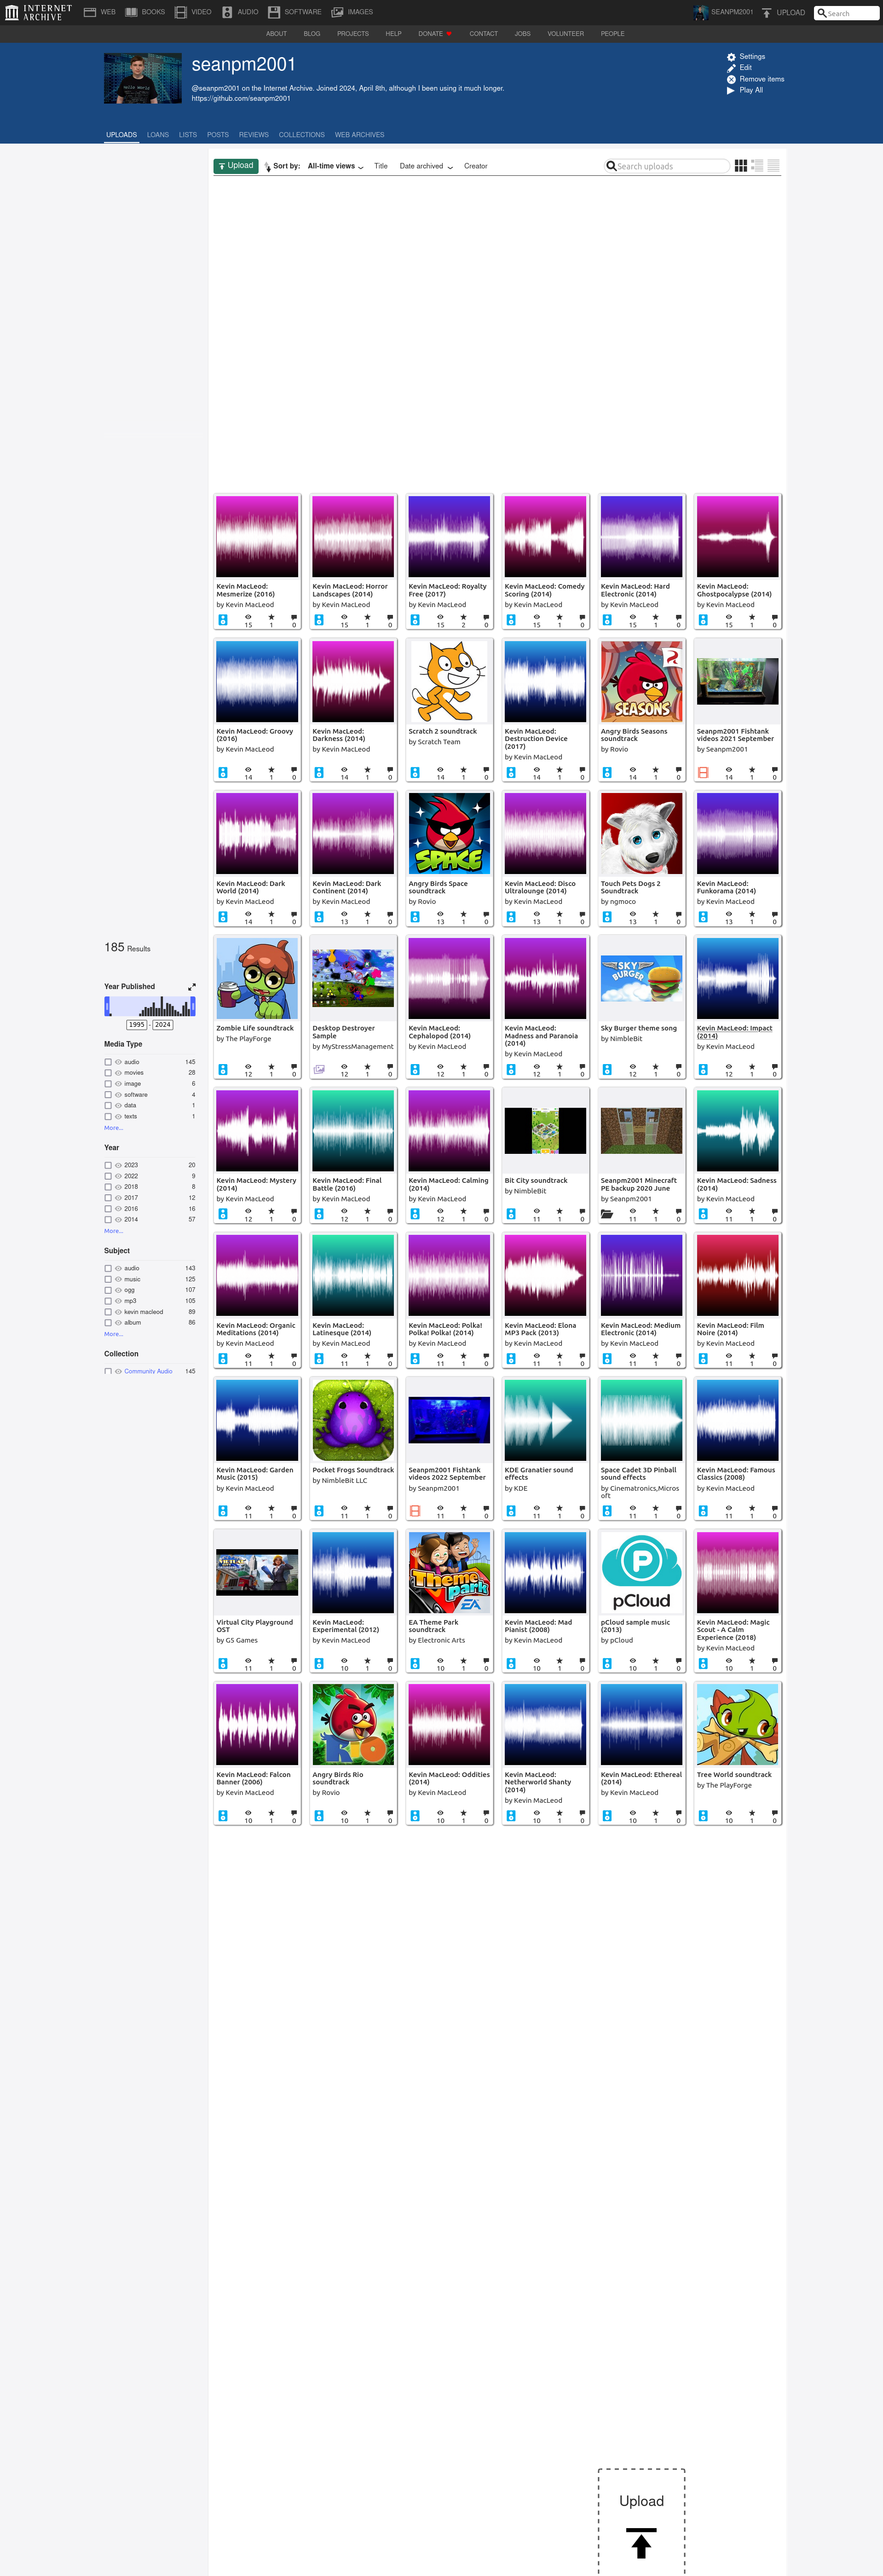 INTERNET ARCHIVE
WEB BOOKS VIDEO AUDIO SOFTWARE IMAGES SEANPM2001 UPLOAD Search
ABOUT BLOG PROJECTS HELP DONATE CONTACT JOBS VOLUNTEER PEOPLE
seanpm2001
@seanpm2001 on the Internet Archive. Joined 2024, April 8th, although I been using it much longer.
https://github.com/seanpm2001
Settings
Edit
Remove items
Play All
UPLOADS LOANS LISTS POSTS REVIEWS COLLECTIONS WEB ARCHIVES
Upload Sort by: All-time views Title Date archived Creator Search uploads
185 Results
Year Published
1995 - 2024
Media Type
audio 145
movies 28
image 6
software 4
data 1
texts 1
More...
Year
2023 20
2022 9
2018 8
2017 12
2016 16
2014 57
More...
Subject
audio 143
music 125
ogg 107
mp3 105
kevin macleod 89
album 86
More...
Collection
Community Audio 145
Kevin MacLeod:
Mesmerize (2016)
by Kevin MacLeod
15 1 0
Kevin MacLeod: Horror
Landscapes (2014)
by Kevin MacLeod
15 1 0
Kevin MacLeod: Royalty
Free (2017)
by Kevin MacLeod
15 2 0
Kevin MacLeod: Comedy
Scoring (2014)
by Kevin MacLeod
15 1 0
Kevin MacLeod: Hard
Electronic (2014)
by Kevin MacLeod
15 1 0
Kevin MacLeod:
Ghostpocalypse (2014)
by Kevin MacLeod
15 1 0
Kevin MacLeod: Groovy
(2016)
by Kevin MacLeod
14 1 0
Kevin MacLeod:
Darkness (2014)
by Kevin MacLeod
14 1 0
Scratch 2 soundtrack
by Scratch Team
14 1 0
Kevin MacLeod:
Destruction Device
(2017)
by Kevin MacLeod
14 1 0
SEASONS
Angry Birds Seasons
soundtrack
by Rovio
14 1 0
Seanpm2001 Fishtank
videos 2021 September
by Seanpm2001
14 1 0
Kevin MacLeod: Dark
World (2014)
by Kevin MacLeod
14 1 0
Kevin MacLeod: Dark
Continent (2014)
by Kevin MacLeod
13 1 0
SPACE
Angry Birds Space
soundtrack
by Rovio
13 1 0
Kevin MacLeod: Disco
Ultralounge (2014)
by Kevin MacLeod
13 1 0
Touch Pets Dogs 2
Soundtrack
by ngmoco
13 1 0
Kevin MacLeod:
Funkorama (2014)
by Kevin MacLeod
13 1 0
Zombie Life soundtrack
by The PlayForge
12 1 0
Desktop Destroyer
Sample
by MyStressManagement
12 1 0
Kevin MacLeod:
Cephalopod (2014)
by Kevin MacLeod
12 1 0
Kevin MacLeod:
Madness and Paranoia
(2014)
by Kevin MacLeod
12 1 0
SKY
BURGER
Sky Burger theme song
by NimbleBit
12 1 0
Kevin MacLeod: Impact
(2014)
by Kevin MacLeod
12 1 0
Kevin MacLeod: Mystery
(2014)
by Kevin MacLeod
12 1 0
Kevin MacLeod: Final
Battle (2016)
by Kevin MacLeod
12 1 0
Kevin MacLeod: Calming
(2014)
by Kevin MacLeod
12 1 0
Bit City soundtrack
by NimbleBit
11 1 0
Seanpm2001 Minecraft
PE backup 2020 June
by Seanpm2001
11 1 0
Kevin MacLeod: Sadness
(2014)
by Kevin MacLeod
11 1 0
Kevin MacLeod: Organic
Meditations (2014)
by Kevin MacLeod
11 1 0
Kevin MacLeod:
Latinesque (2014)
by Kevin MacLeod
11 1 0
Kevin MacLeod: Polka!
Polka! Polka! (2014)
by Kevin MacLeod
11 1 0
Kevin MacLeod: Elona
MP3 Pack (2013)
by Kevin MacLeod
11 1 0
Kevin MacLeod: Medium
Electronic (2014)
by Kevin MacLeod
11 1 0
Kevin MacLeod: Film
Noire (2014)
by Kevin MacLeod
11 1 0
Kevin MacLeod: Garden
Music (2015)
by Kevin MacLeod
11 1 0
Pocket Frogs Soundtrack
by NimbleBit LLC
11 1 0
Seanpm2001 Fishtank
videos 2022 September
by Seanpm2001
11 1 0
KDE Granatier sound
effects
by KDE
11 1 0
Space Cadet 3D Pinball
sound effects
by Cinematronics,Micros
oft
11 1 0
Kevin MacLeod: Famous
Classics (2008)
by Kevin MacLeod
11 1 0
Virtual City Playground
OST
by G5 Games
11 1 0
Kevin MacLeod:
Experimental (2012)
by Kevin MacLeod
10 1 0
Theme
PARK
EA
EA Theme Park
soundtrack
by Electronic Arts
10 1 0
Kevin MacLeod: Mad
Pianist (2008)
by Kevin MacLeod
10 1 0
pCloud
pCloud sample music
(2013)
by pCloud
10 1 0
Kevin MacLeod: Magic
Scout - A Calm
Experience (2018)
by Kevin MacLeod
10 1 0
Kevin MacLeod: Falcon
Banner (2006)
by Kevin MacLeod
10 1 0
RIO
Angry Birds Rio
soundtrack
by Rovio
10 1 0
Kevin MacLeod: Oddities
(2014)
by Kevin MacLeod
10 1 0
Kevin MacLeod:
Netherworld Shanty
(2014)
by Kevin MacLeod
10 1 0
Kevin MacLeod: Ethereal
(2014)
by Kevin MacLeod
10 1 0
Tree World soundtrack
by The PlayForge
10 1 0
Upload